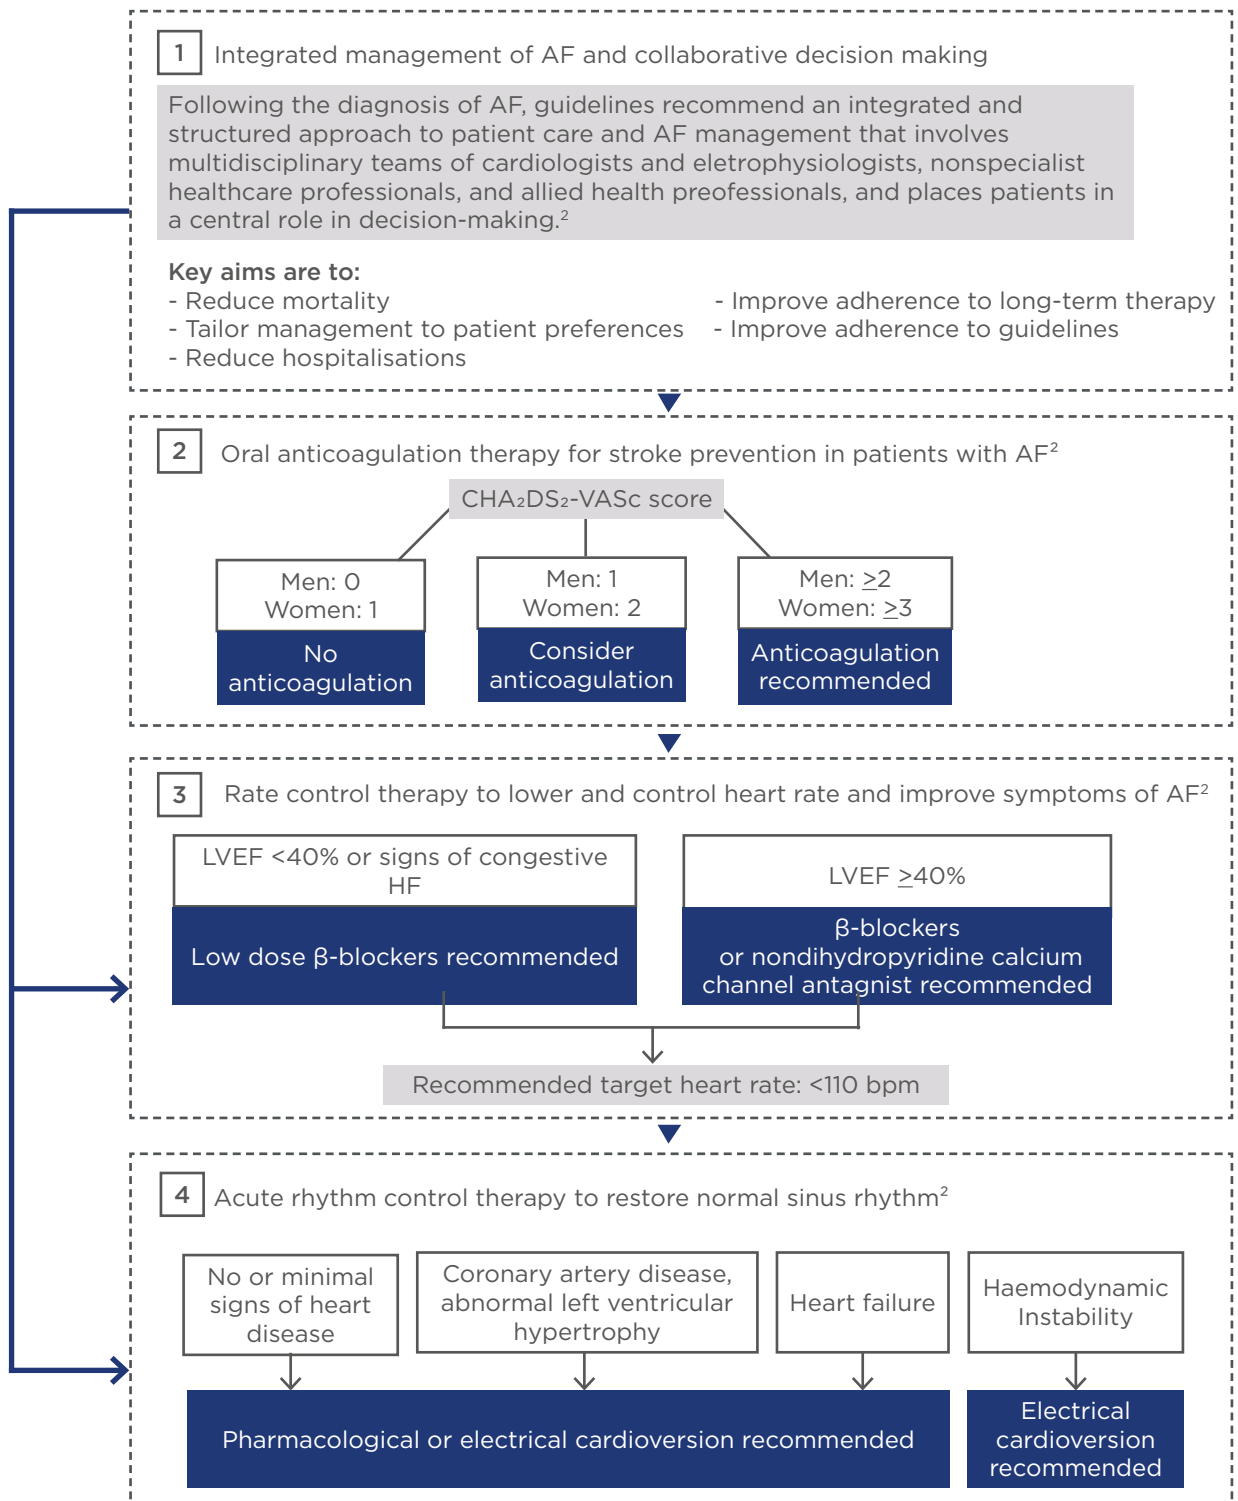 1
Integrated management of AF and collaborative decision making
Following the diagnosis of AF, guidelines recommend an integrated and
structured approach to patient care and AF management that involves
multidisciplinary teams of cardiologists and eletrophysiologists, nonspecialist
healthcare professionals, and allied health preofessionals, and places patients in
a central role in decision-making.²
Key aims are to:
- Reduce mortality
- Tailor management to patient preferences
- Reduce hospitalisations
- Improve adherence to long-term therapy
- Improve adherence to guidelines
2
Oral anticoagulation therapy for stroke prevention in patients with AF²
CHA₂DS₂-VASc score
Men: 0
Women: 1
No
anticoagulation
Men: 1
Women: 2
Consider
anticoagulation
Men: ≥2
Women: ≥3
Anticoagulation
recommended
3
Rate control therapy to lower and control heart rate and improve symptoms of AF²
LVEF <40% or signs of congestive
HF
Low dose β-blockers recommended
LVEF ≥40%
β-blockers
or nondihydropyridine calcium
channel antagnist recommended
Recommended target heart rate: <110 bpm
4
Acute rhythm control therapy to restore normal sinus rhythm²
No or minimal
signs of heart
disease
Coronary artery disease,
abnormal left ventricular
hypertrophy
Heart failure
Haemodynamic
Instability
Pharmacological or electrical cardioversion recommended
Electrical
cardioversion
recommended